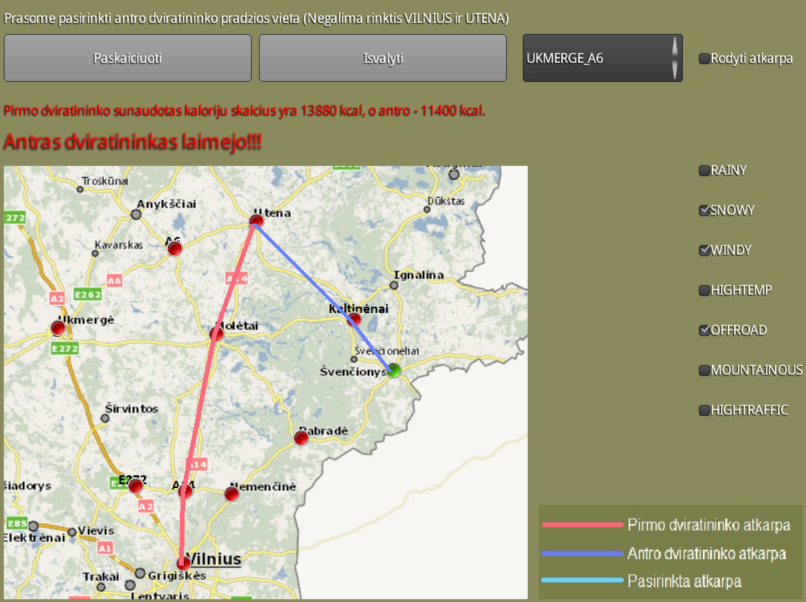 Prasome pasirinkti antro dviratininko pradzios vieta (Negalima rinktis VILNIUS ir UTENA)
Paskaiciuoti
Isvalyti
UKMERGE_A6
Rodyti atkarpa
Pirmo dviratininko sunaudotas kaloriju skaicius yra 13880 kcal, o antro - 11400 kcal.
Antras dviratininkas laimejo!!!
RAINY
SNOWY
WINDY
HIGHTEMP
OFFROAD
MOUNTAINOUS
HIGHTRAFFIC
Troškūnai
Anykščiai
Utena
Dūkštas
272
A6
Kavarskas
A6
A14
Ignalina
A2
E262
Kaltinėnai
Ukmergė
Molėtai
E272
Švenčionėliai
Švenčionys
Širvintos
Pabradė
A14
E272
A14
Nemenčinė
šiadorys
A2
E85
Elektrėnai
Vievis
A1
Vilnius
Trakai
Grigiškės
Lentvaris
Pirmo dviratininko atkarpa
Antro dviratininko atkarpa
Pasirinkta atkarpa